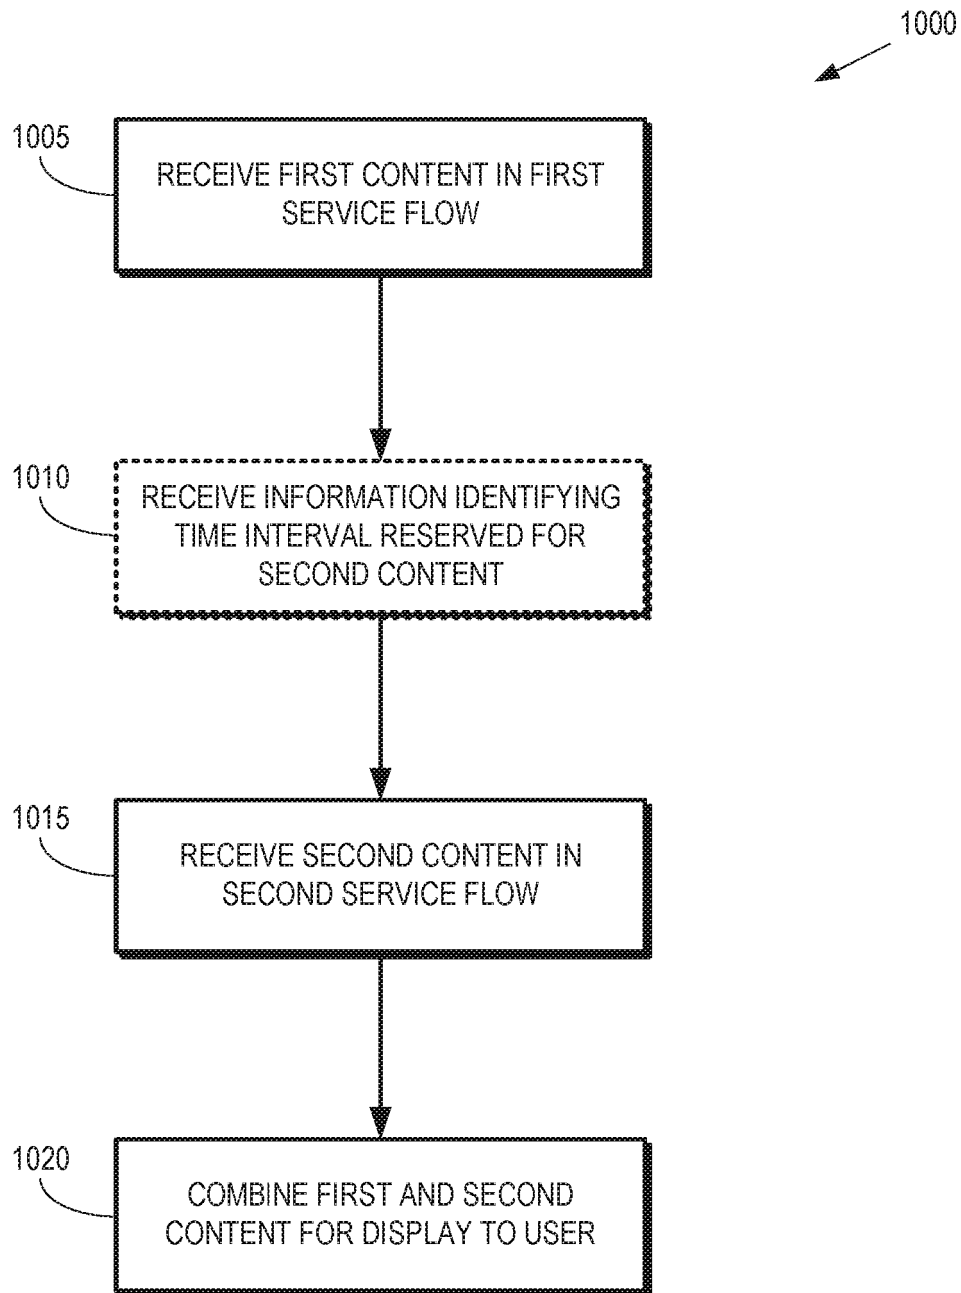 1000
1005
RECEIVE FIRST CONTENT IN FIRST
SERVICE FLOW
1010
RECEIVE INFORMATION IDENTIFYING
TIME INTERVAL RESERVED FOR
SECOND CONTENT
1015
RECEIVE SECOND CONTENT IN
SECOND SERVICE FLOW
1020
COMBINE FIRST AND SECOND
CONTENT FOR DISPLAY TO USER